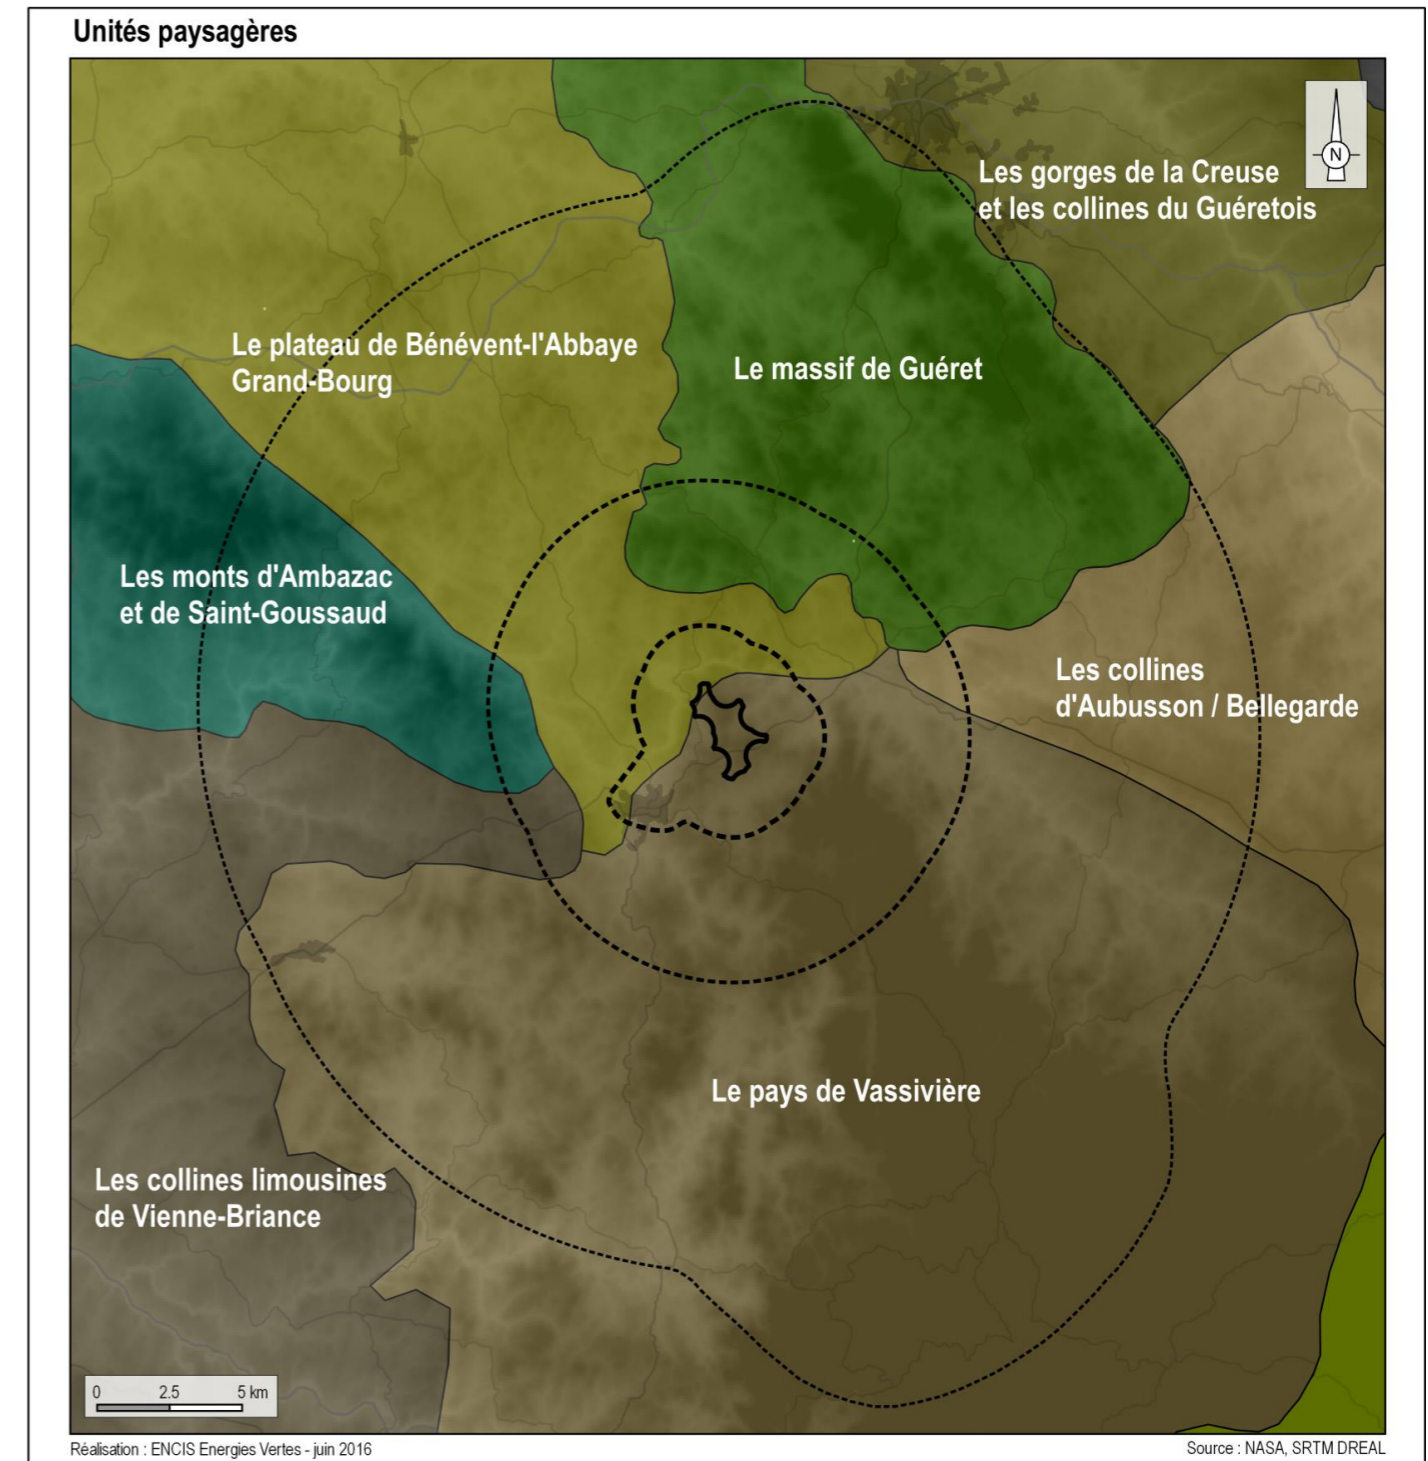 Unités paysagères
N
Les gorges de la Creuse
et les collines du Guéretois
Le plateau de Bénévent-l'Abbaye
Grand-Bourg
Le massif de Guéret
Les monts d'Ambazac
et de Saint-Goussaud
Les collines
d'Aubusson / Bellegarde
Le pays de Vassivière
Les collines limousines
de Vienne-Briance
0 2.5 5 km
Réalisation : ENCIS Energies Vertes - juin 2016
Source : NASA, SRTM DREAL